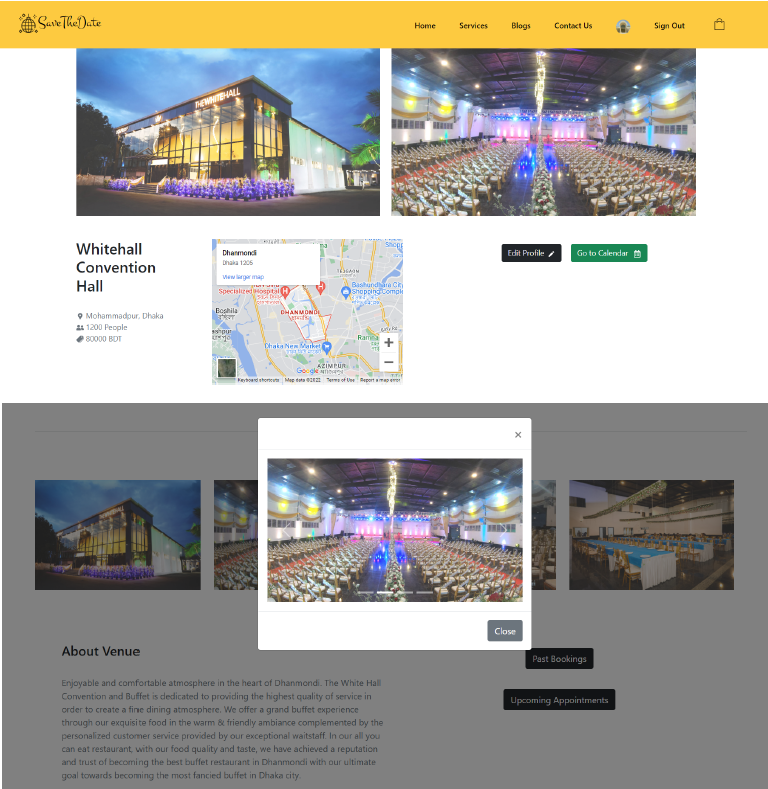 SaveTheDate
Home Services Blogs Contact Us Sign Out
THEWHITEHALL
Whitehall
Convention
Hall
Mohammadpur, Dhaka
1200 People
80000 BDT
Dhanmondi
Dhaka 1205
View larger map
TEJGAON
Specialized Hospital
Bashundhara City
Shopping Complex
Boshila
DHANMONDI
Dhaka New Market
AZIMPUR
আজিমপুর
Google
Keyboard shortcuts Map data ©2022 Terms of Use Report a map error
Edit Profile
Go to Calendar
×
Close
About Venue
Enjoyable and comfortable atmosphere in the heart of Dhanmondi. The White Hall
Convention and Buffet is dedicated to providing the highest quality of service in
order to create a fine dining atmosphere. We offer a grand buffet experience
through our exquisite food in the warm & friendly ambiance complemented by the
personalized customer service provided by our exceptional waitstaff. In our all you
can eat restaurant, with our food quality and taste, we have achieved a reputation
and trust of becoming the best buffet restaurant in Dhanmondi with our ultimate
goal towards becoming the most fancied buffet in Dhaka city.
Past Bookings
Upcoming Appointments